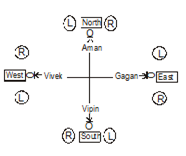 L North R
Aman
R L
West Vivek Gagan East
L R
Vipin
R South L